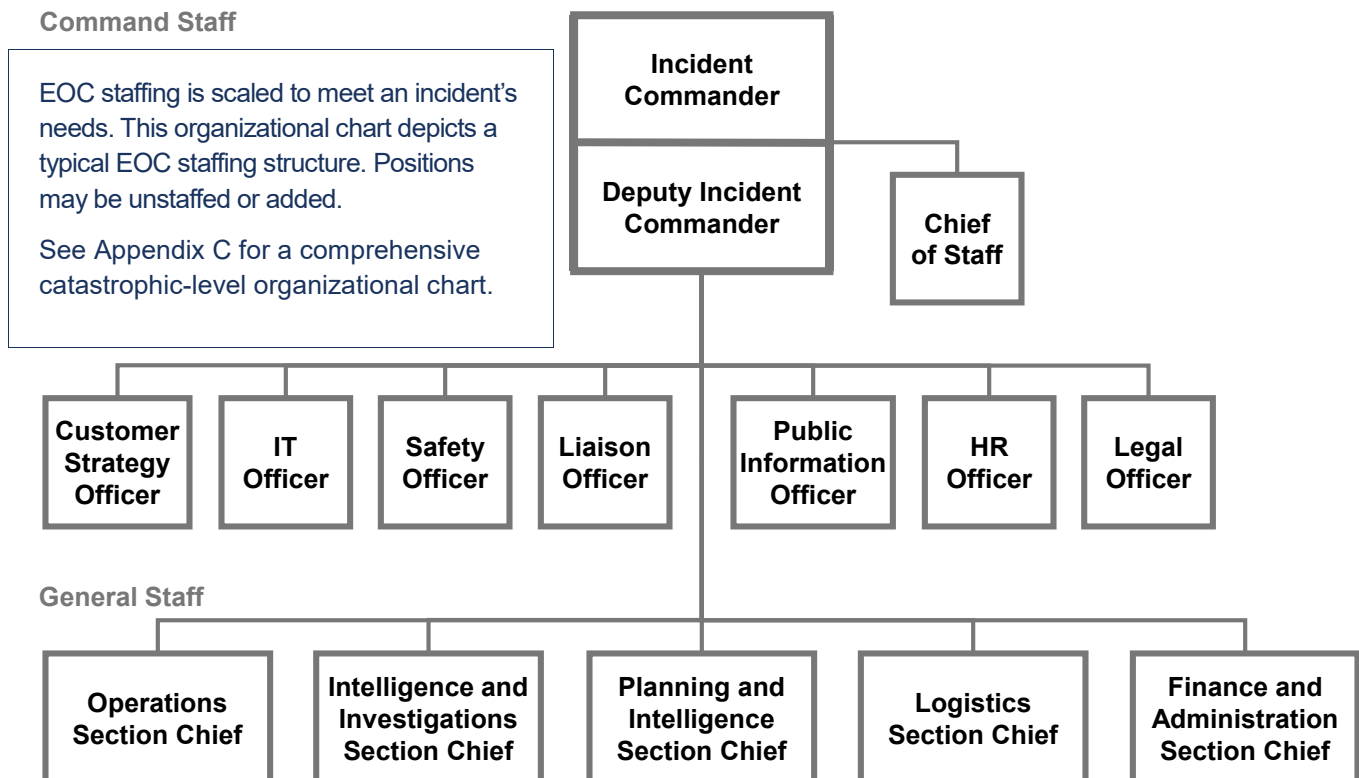 Command Staff
EOC staffing is scaled to meet an incident’s
needs. This organizational chart depicts a
typical EOC staffing structure. Positions
may be unstaffed or added.
See Appendix C for a comprehensive
catastrophic-level organizational chart.
Incident
Commander
Deputy Incident
Commander
Chief
of Staff
Customer
Strategy
Officer
IT
Officer
Safety
Officer
Liaison
Officer
Public
Information
Officer
HR
Officer
Legal
Officer
General Staff
Operations
Section Chief
Intelligence and
Investigations
Section Chief
Planning and
Intelligence
Section Chief
Logistics
Section Chief
Finance and
Administration
Section Chief